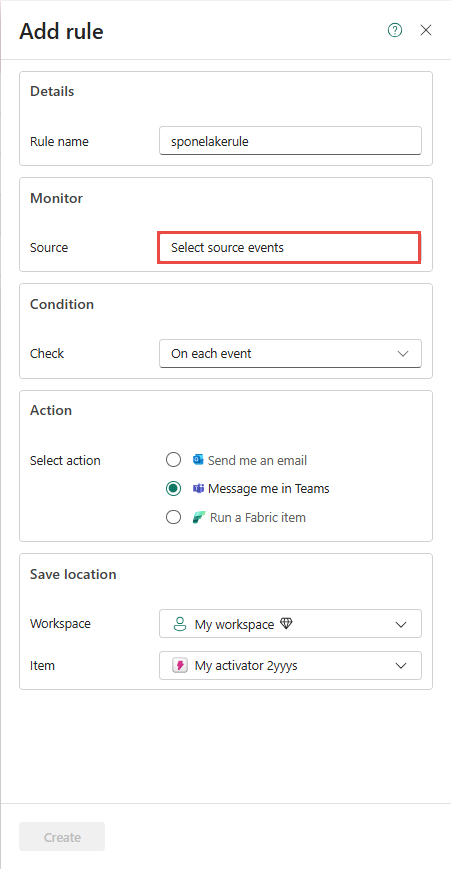 Add rule
Details
Rule name sponelakerule
Monitor
Source Select source events
Condition
Check On each event
Action
Select action Send me an email
Message me in Teams
Run a Fabric item
Save location
Workspace My workspace
Item My activator 2yyys
Create